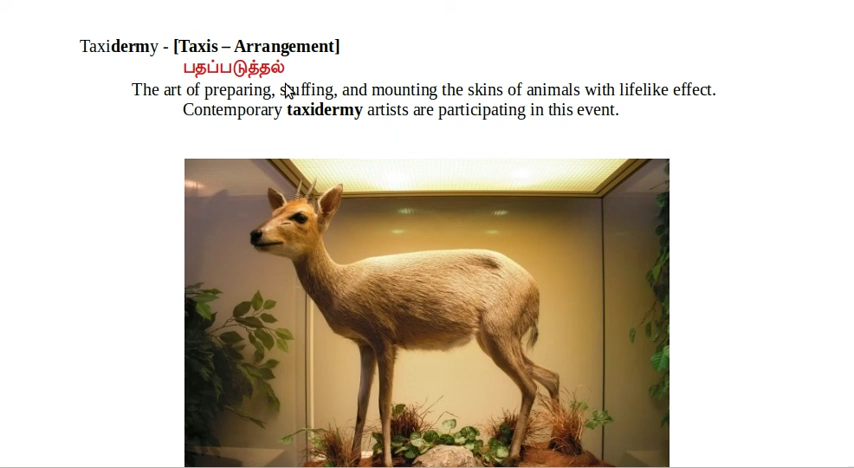 Taxidermy - [Taxis – Arrangement]
பதப்படுத்தல்
The art of preparing, stuffing, and mounting the skins of animals with lifelike effect.
Contemporary taxidermy artists are participating in this event.